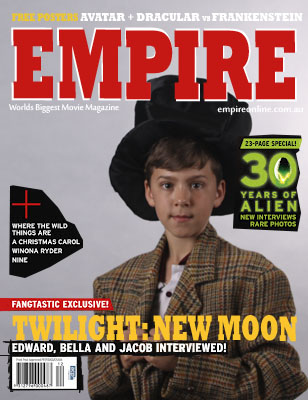 FREE POSTERS AVATAR + DRACULAR vs FRANKENSTEIN
EMPIRE
Worlds Biggest Movie Magazine
empireonline.com.au
23-PAGE SPECIAL!
30
YEARS OF
ALIEN
NEW INTERVIEWS
RARE PHOTOS
+
WHERE THE WILD
THINGS ARE
A CHRISTMAS CAROL
WINONA RYDER
NINE
FANGTASTIC EXCLUSIVE!
TWILIGHT: NEW MOON
EDWARD, BELLA AND JACOB INTERVIEWED!
12